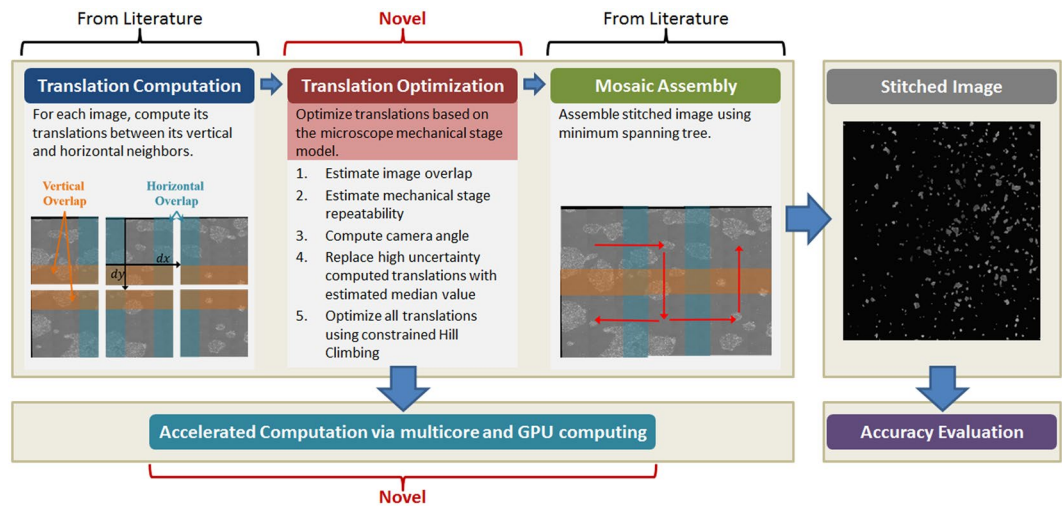 From Literature
Novel
From Literature
Translation Computation
Translation Optimization
Mosaic Assembly
Stitched Image
For each image, compute its
translations between its vertical
and horizontal neighbors.
Vertical
Overlap
Horizontal
Overlap
dx
dy
Optimize translations based on
the microscope mechanical stage
model.
1. Estimate image overlap
2. Estimate mechanical stage
repeatability
3. Compute camera angle
4. Replace high uncertainty
computed translations with
estimated median value
5. Optimize all translations
using constrained Hill
Climbing
Assemble stitched image using
minimum spanning tree.
Accelerated Computation via multicore and GPU computing
Accuracy Evaluation
Novel